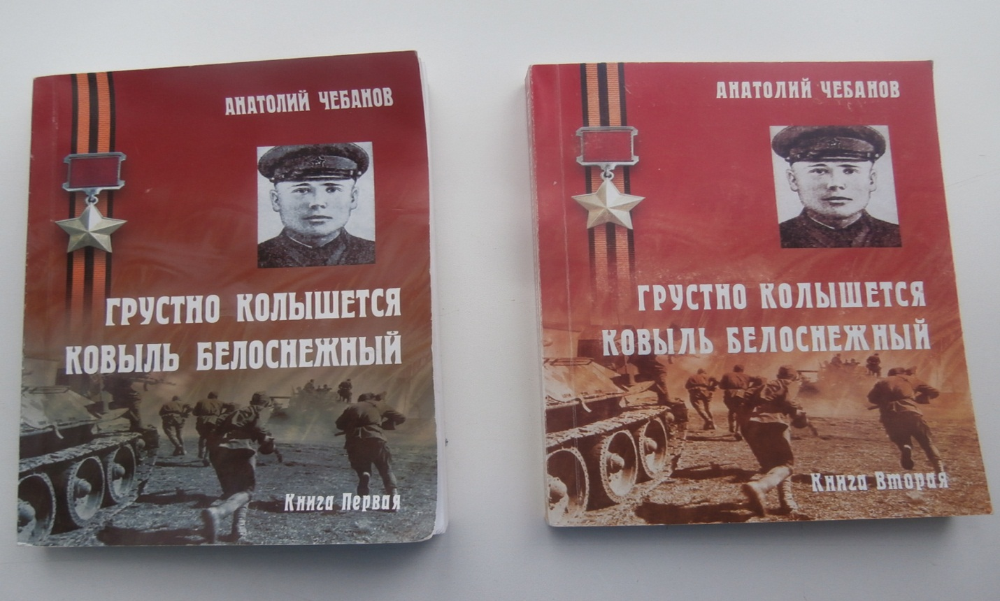 АНАТОЛИЙ ЧЕБАНОВ
ГРУСТНО КОЛЫШЕТСЯ
КОВЫЛЬ БЕЛОСНЕЖНЫЙ
Книга Первая
АНАТОЛИЙ ЧЕБАНОВ
ГРУСТНО КОЛЫШЕТСЯ
КОВЫЛЬ БЕЛОСНЕЖНЫЙ
Книга Вторая